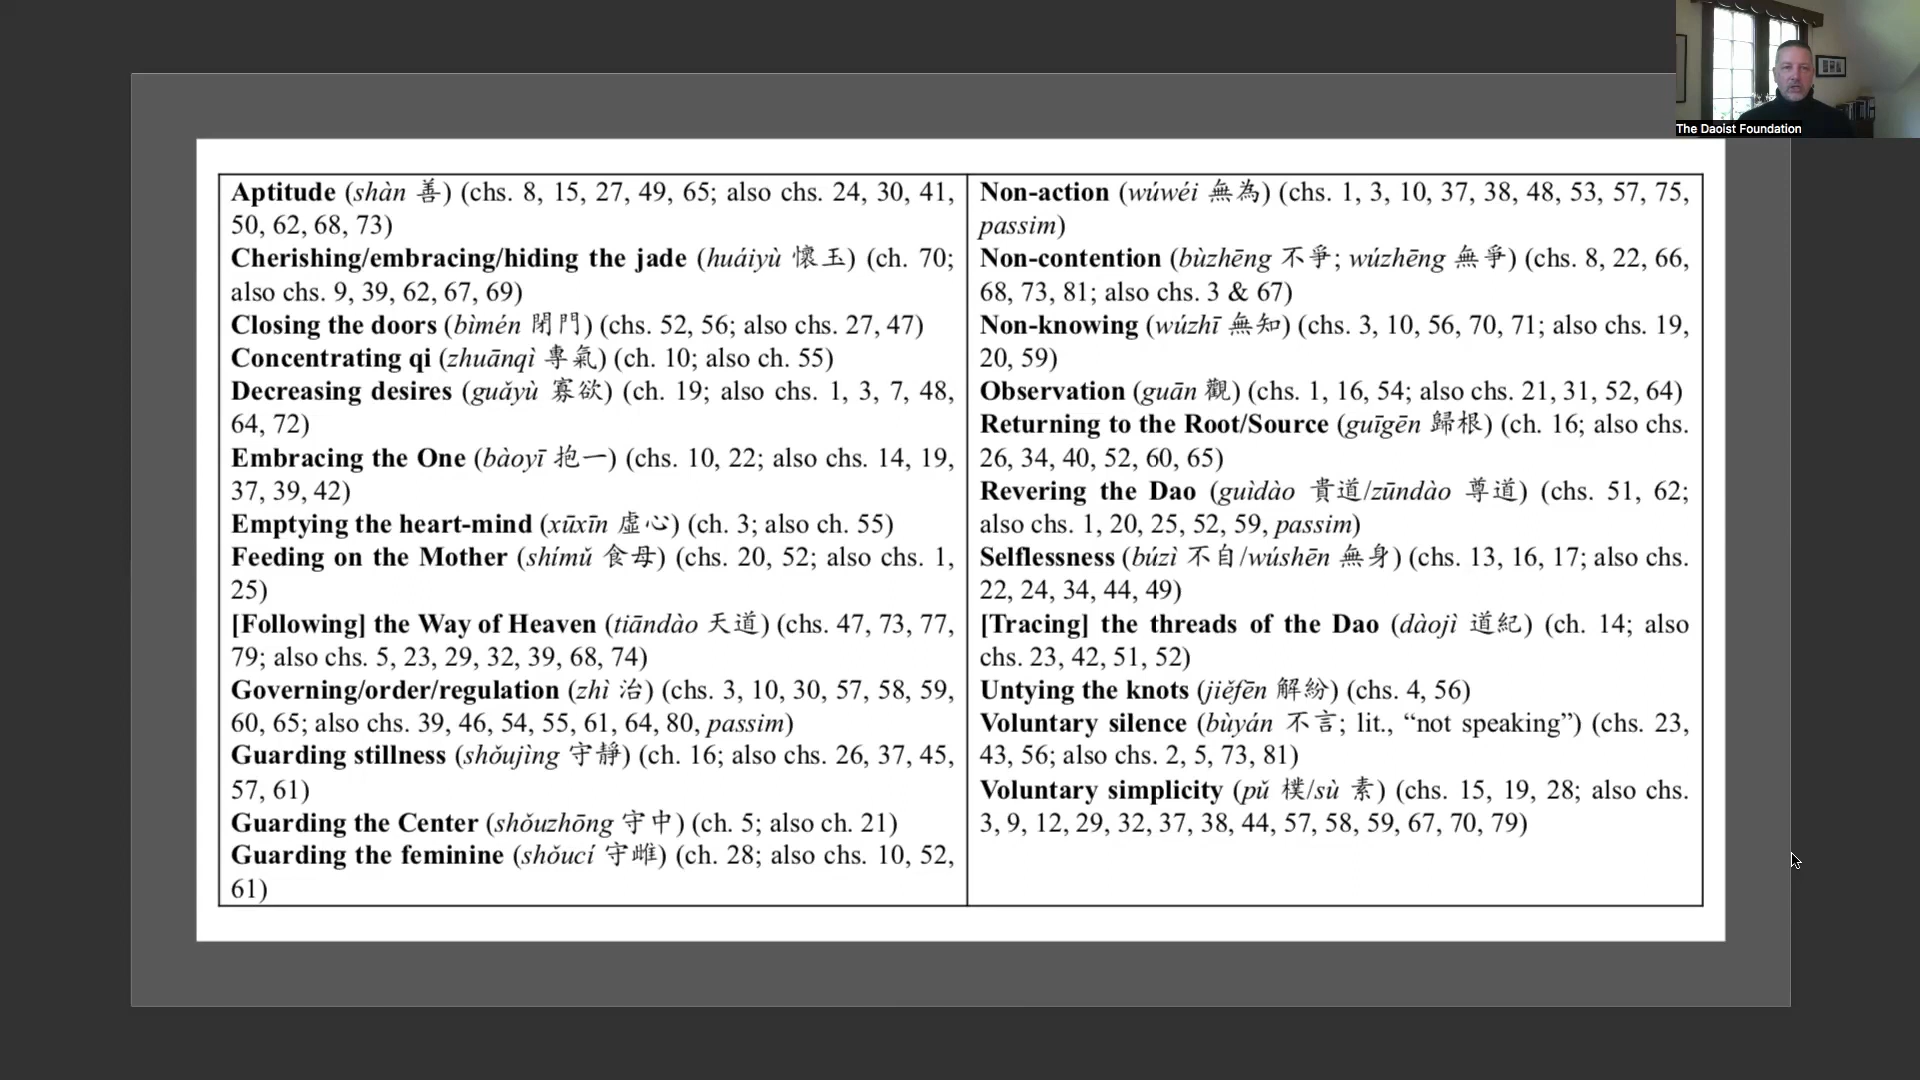 The Daoist Foundation
Aptitude (shàn 善) (chs. 8, 15, 27, 49, 65; also chs. 24, 30, 41,
50, 62, 68, 73)
Cherishing/embracing/hiding the jade (huáiyù 懷玉) (ch. 70;
also chs. 9, 39, 62, 67, 69)
Closing the doors (bìmén 閉門) (chs. 52, 56; also chs. 27, 47)
Concentrating qi (zhuānqì 專氣) (ch. 10; also ch. 55)
Decreasing desires (guǎyù 寡欲) (ch. 19; also chs. 1, 3, 7, 48,
64, 72)
Embracing the One (bàoyī 抱一) (chs. 10, 22; also chs. 14, 19,
37, 39, 42)
Emptying the heart-mind (xūxīn 虛心) (ch. 3; also ch. 55)
Feeding on the Mother (shímǔ 食母) (chs. 20, 52; also chs. 1,
25)
[Following] the Way of Heaven (tiāndào 天道) (chs. 47, 73, 77,
79; also chs. 5, 23, 29, 32, 39, 68, 74)
Governing/order/regulation (zhì 治) (chs. 3, 10, 30, 57, 58, 59,
60, 65; also chs. 39, 46, 54, 55, 61, 64, 80, passim)
Guarding stillness (shǒujìng 守靜) (ch. 16; also chs. 26, 37, 45,
57, 61)
Guarding the Center (shǒuzhōng 守中) (ch. 5; also ch. 21)
Guarding the feminine (shǒucí 守雌) (ch. 28; also chs. 10, 52,
61)
Non-action (wúwéi 無為) (chs. 1, 3, 10, 37, 38, 48, 53, 57, 75,
passim)
Non-contention (bùzhēng 不爭; wúzhēng 無爭) (chs. 8, 22, 66,
68, 73, 81; also chs. 3 & 67)
Non-knowing (wúzhī 無知) (chs. 3, 10, 56, 70, 71; also chs. 19,
20, 59)
Observation (guān 觀) (chs. 1, 16, 54; also chs. 21, 31, 52, 64)
Returning to the Root/Source (guīgēn 歸根) (ch. 16; also chs.
26, 34, 40, 52, 60, 65)
Revering the Dao (guìdào 貴道/zūndào 尊道) (chs. 51, 62;
also chs. 1, 20, 25, 52, 59, passim)
Selflessness (búzì 不自/wúshēn 無身) (chs. 13, 16, 17; also chs.
22, 24, 34, 44, 49)
[Tracing] the threads of the Dao (dàojì 道紀) (ch. 14; also
chs. 23, 42, 51, 52)
Untying the knots (jiěfēn 解紛) (chs. 4, 56)
Voluntary silence (bùyán 不言; lit., “not speaking”) (chs. 23,
43, 56; also chs. 2, 5, 73, 81)
Voluntary simplicity (pǔ 樸/sù 素) (chs. 15, 19, 28; also chs.
3, 9, 12, 29, 32, 37, 38, 44, 57, 58, 59, 67, 70, 79)